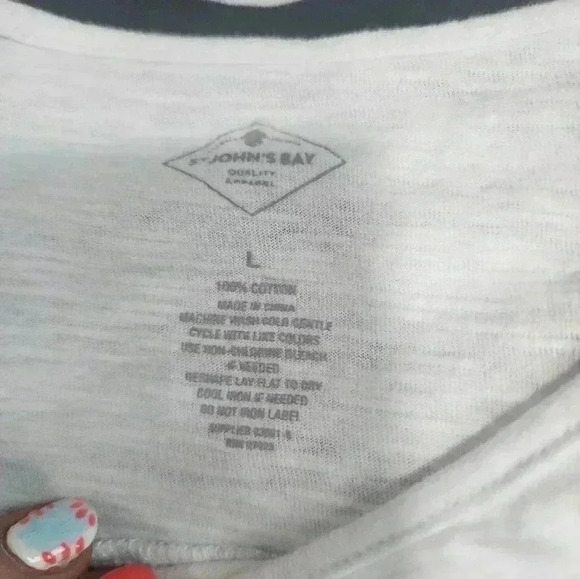 ST JOHN'S BAY
QUALITY
APPAREL
L
100% COTTON
MADE IN CHINA
MACHINE WASH COLD GENTLE
CYCLE WITH LIKE COLORS
USE NON-CHLORINE BLEACH
IF NEEDED
RESHAPE LAY FLAT TO DRY
COOL IRON IF NEEDED
DO NOT IRON LABEL
SUPPLIER